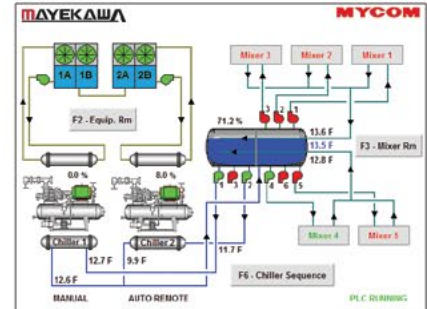 MAYEKAWA
MYCOM
Mixer 3
Mixer 2
Mixer 1
1A 1B 2A 2B
F2 - Equip. Rm
71.2 %
3 2 1
13.6 F
13.5 F
12.8 F
F3 - Mixer Rm
0.0 %
8.0 %
1 3 2 4 6 5
Chiller 1
Chiller 2
Mixer 4
Mixer 5
12.7 F
9.9 F
11.7 F
12.6 F
F6 - Chiller Sequence
MANUAL
AUTO REMOTE
PLC RUNNING